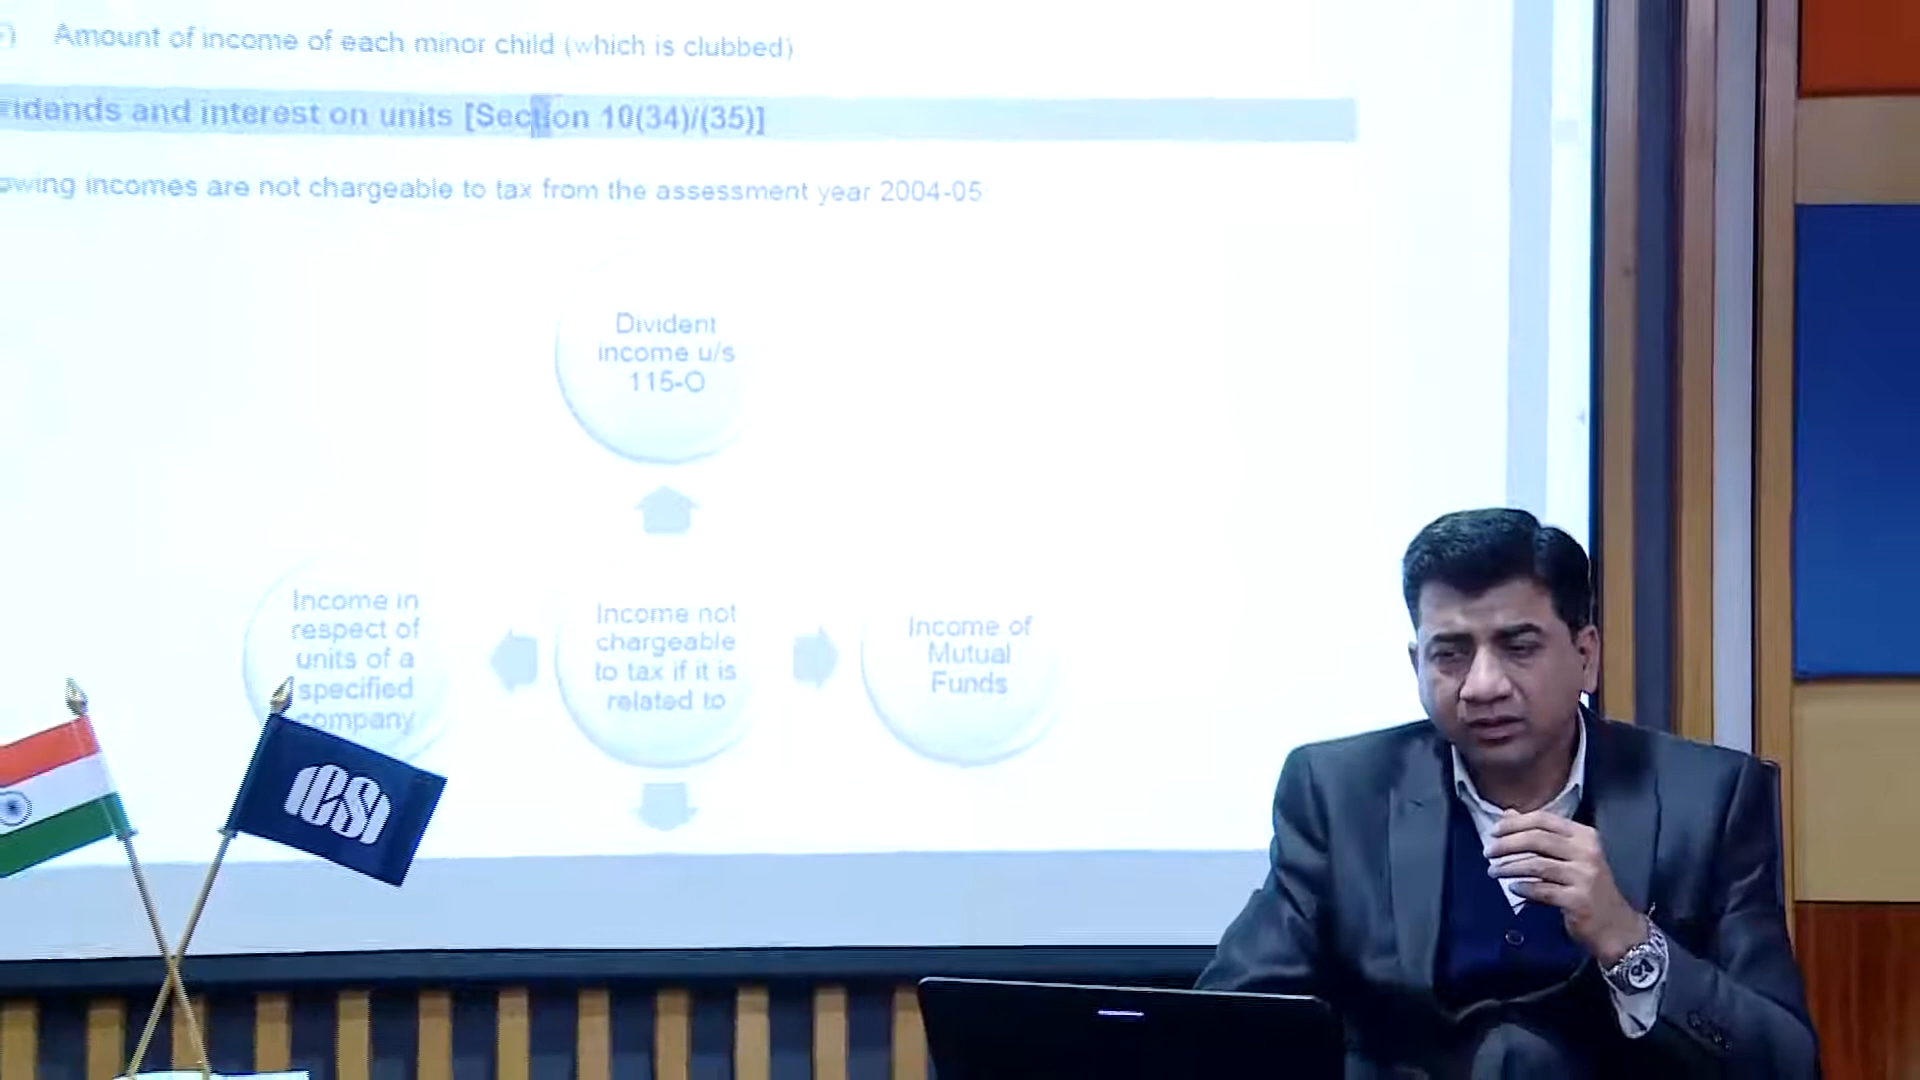 Amount of income of each minor child (which is clubbed)
idends and interest on units [Section 10(34)/(35)]
owing incomes are not chargeable to tax from the assessment year 2004-05
Divident
income u/s
115-O
Income in
respect of
units of a
specified
company
Income not
chargeable
to tax if it is
related to
Income of
Mutual
Funds
ICSI